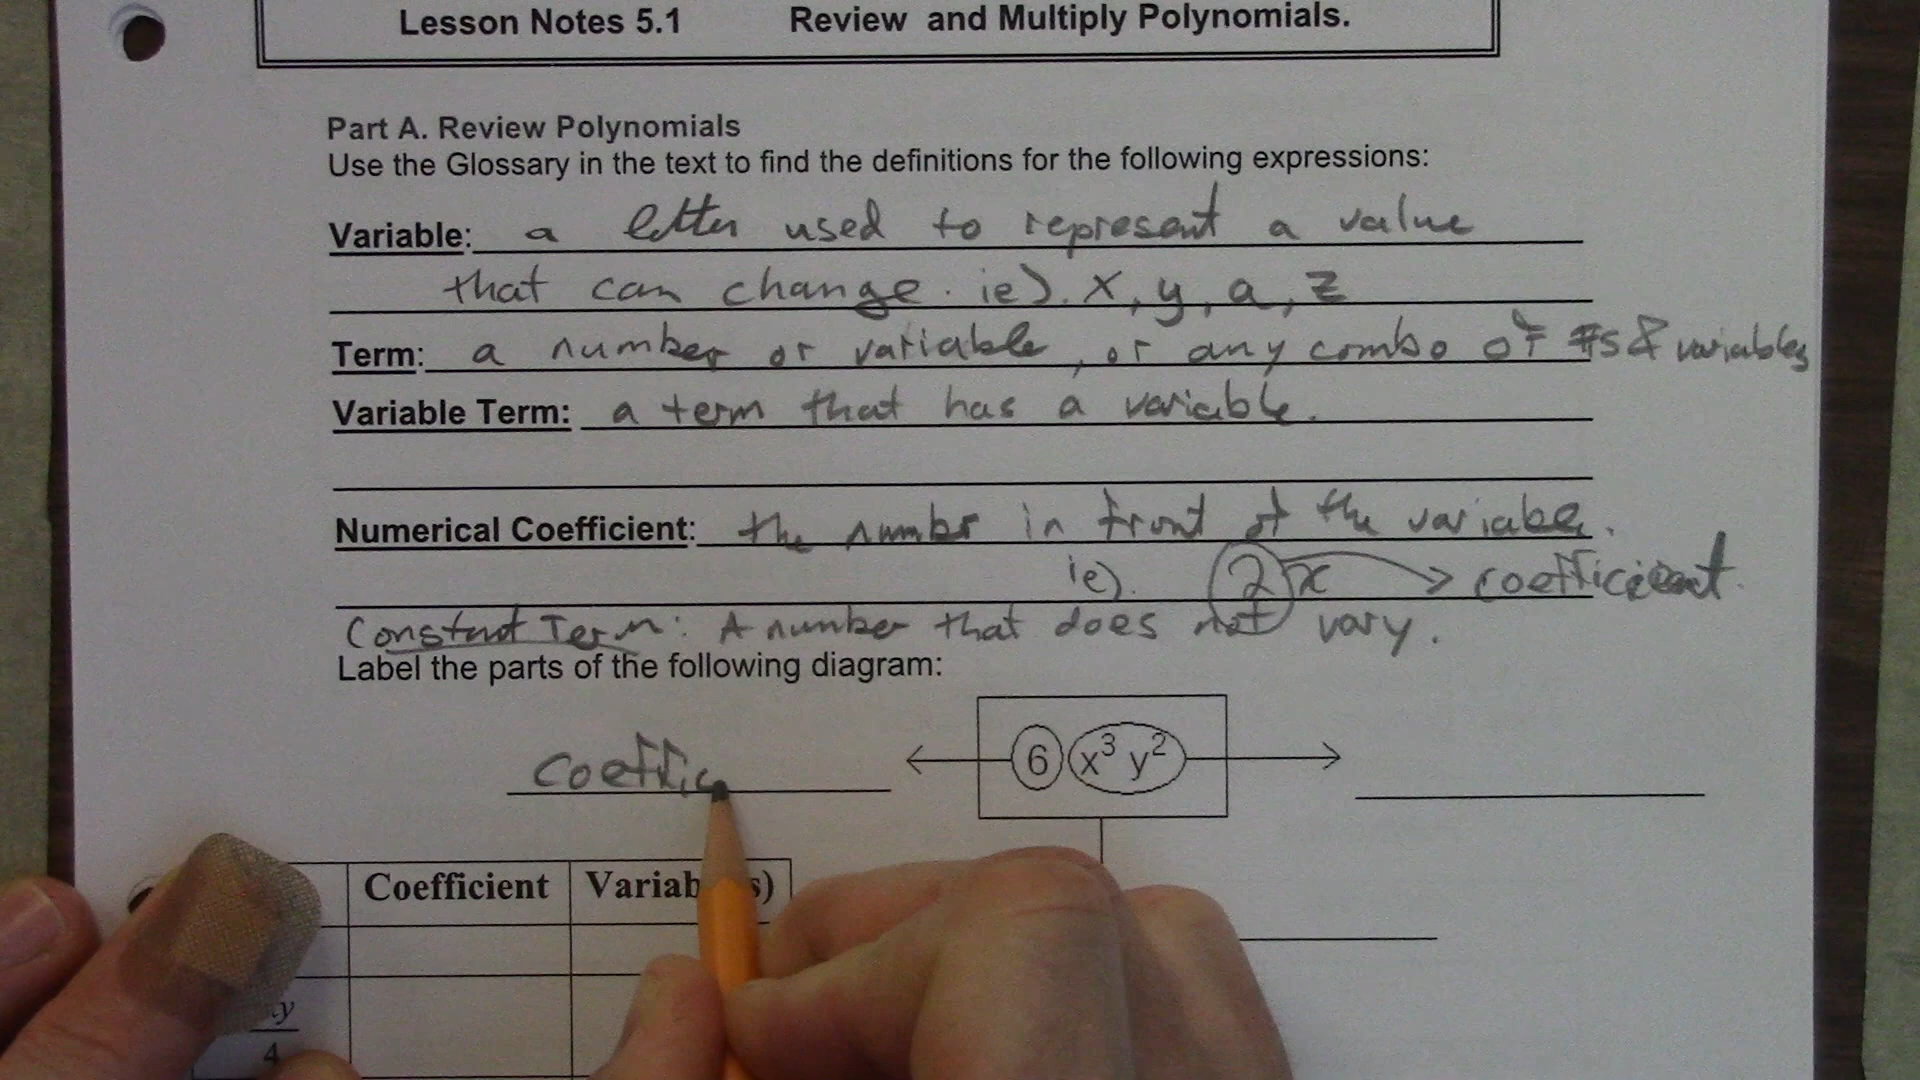 Lesson Notes 5.1 Review and Multiply Polynomials.
Part A. Review Polynomials
Use the Glossary in the text to find the definitions for the following expressions:
Variable: a letter used to represent a value
that can change. ie). x, y, a, z
Term: a number or variable, or any combo of #s & variables
Variable Term: a term that has a variable.
Numerical Coefficient: the number in front of the variable.
ie). 2x → coefficient.
Constant Term: A number that does not vary.
Label the parts of the following diagram:
coeffic 6 x³ y²
Coefficient Variab s)
y
4